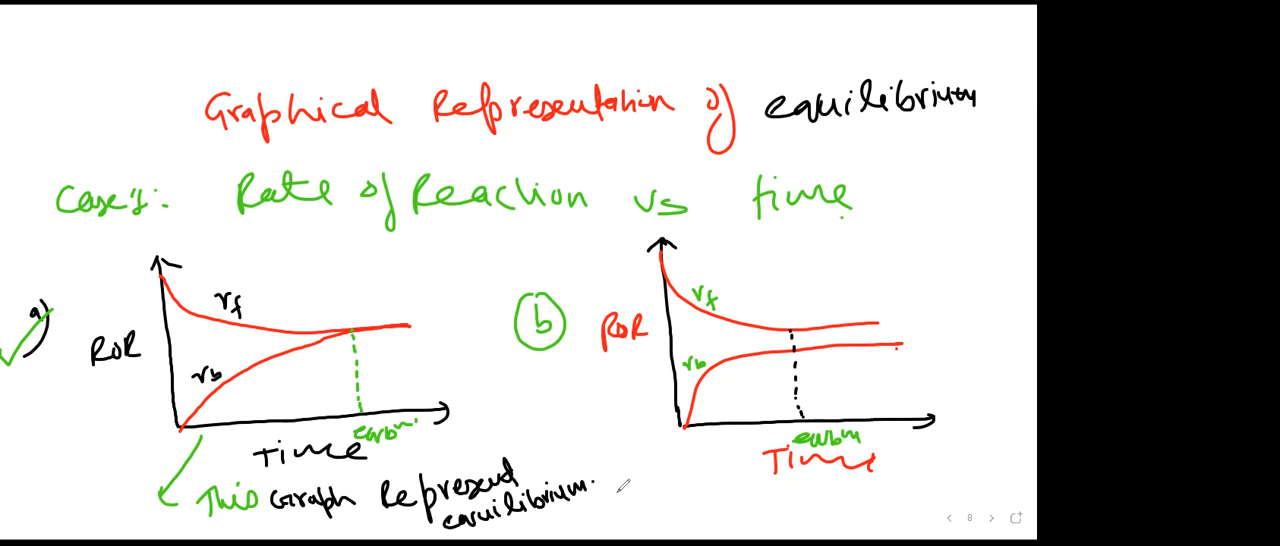 Graphical Representation of equilibrium
Case 1: Rate of Reaction vs time
a)
rf
ROR
rb
eqbm.
Time
b
rf
ROR
rb
eqbm
Time
This Graph Represent
equilibrium.
8